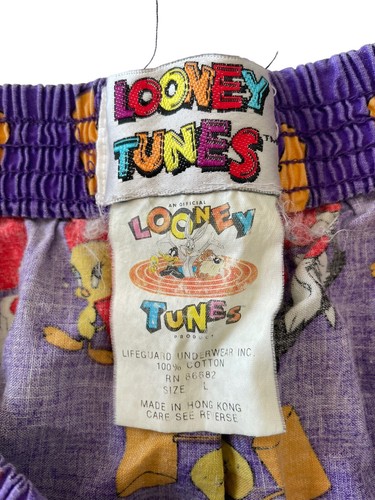 LOONEY
TUNES™
AN OFFICIAL
LOONEY
TUNES
PRODUCT
LIFEGUARD UNDERWEAR INC.
100% COTTON
RN 86882
SIZE L
MADE IN HONG KONG
CARE SEE REVERSE